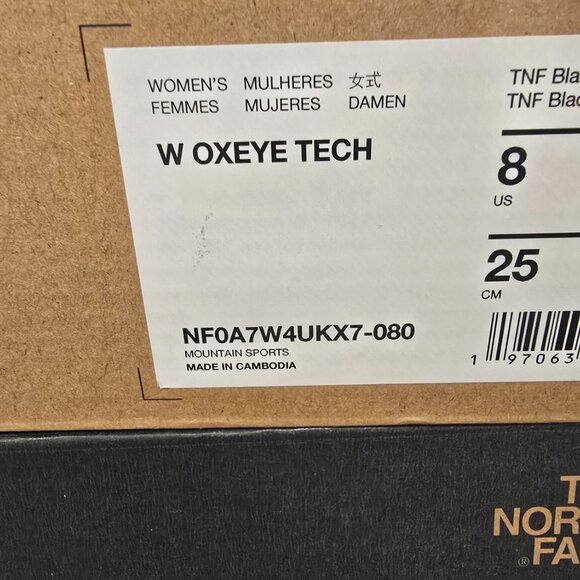 WOMEN'S MULHERES 女式
FEMMES MUJERES DAMEN
TNF Bla
TNF Blac
W OXEYE TECH
8
US
25
CM
NF0A7W4UKX7-080
MOUNTAIN SPORTS
MADE IN CAMBODIA
1 97063
T
NOR
® FA